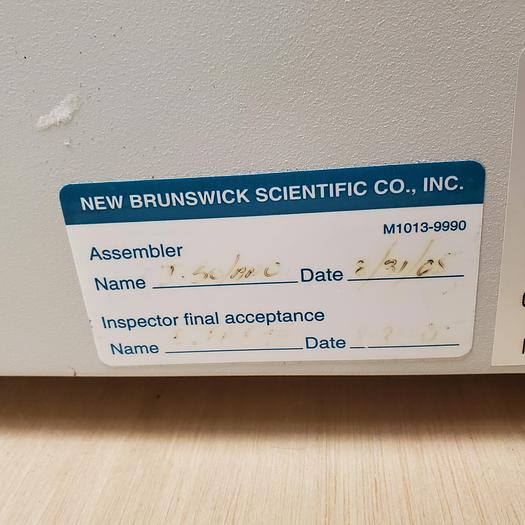 NEW BRUNSWICK SCIENTIFIC CO., INC.
M1013-9990
Assembler
Name Date
Inspector final acceptance
Name Date